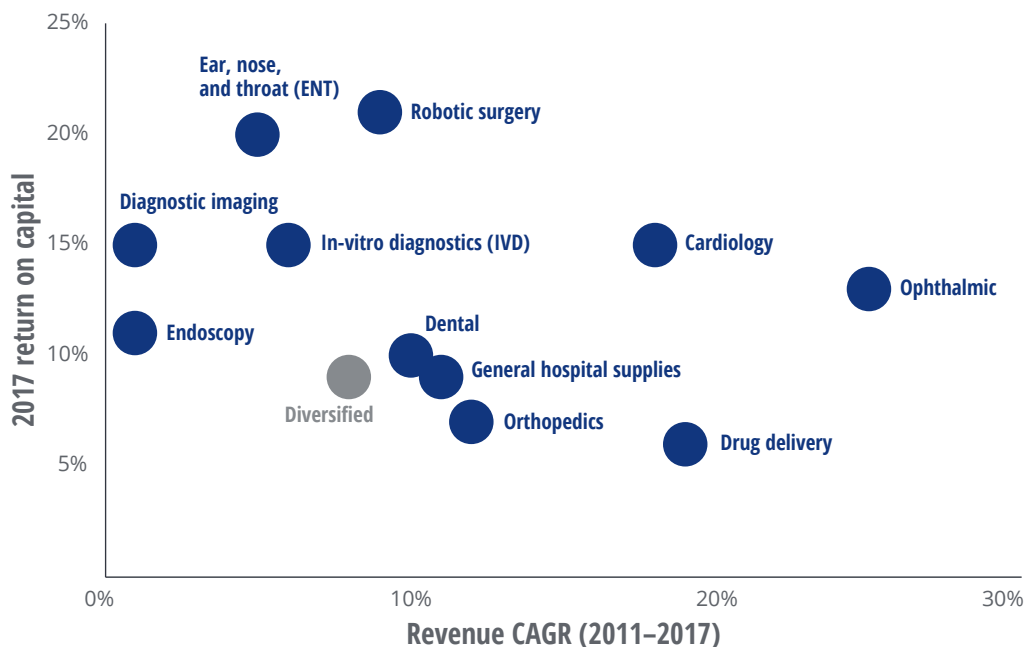 25%
Ear, nose,
and throat (ENT)
Robotic surgery
20%
Diagnostic imaging
15%
In-vitro diagnostics (IVD)
Cardiology
Ophthalmic
Endoscopy
Dental
10%
General hospital supplies
Diversified
Orthopedics
Drug delivery
5%
2017 return on capital
0%
10%
20%
30%
Revenue CAGR (2011–2017)